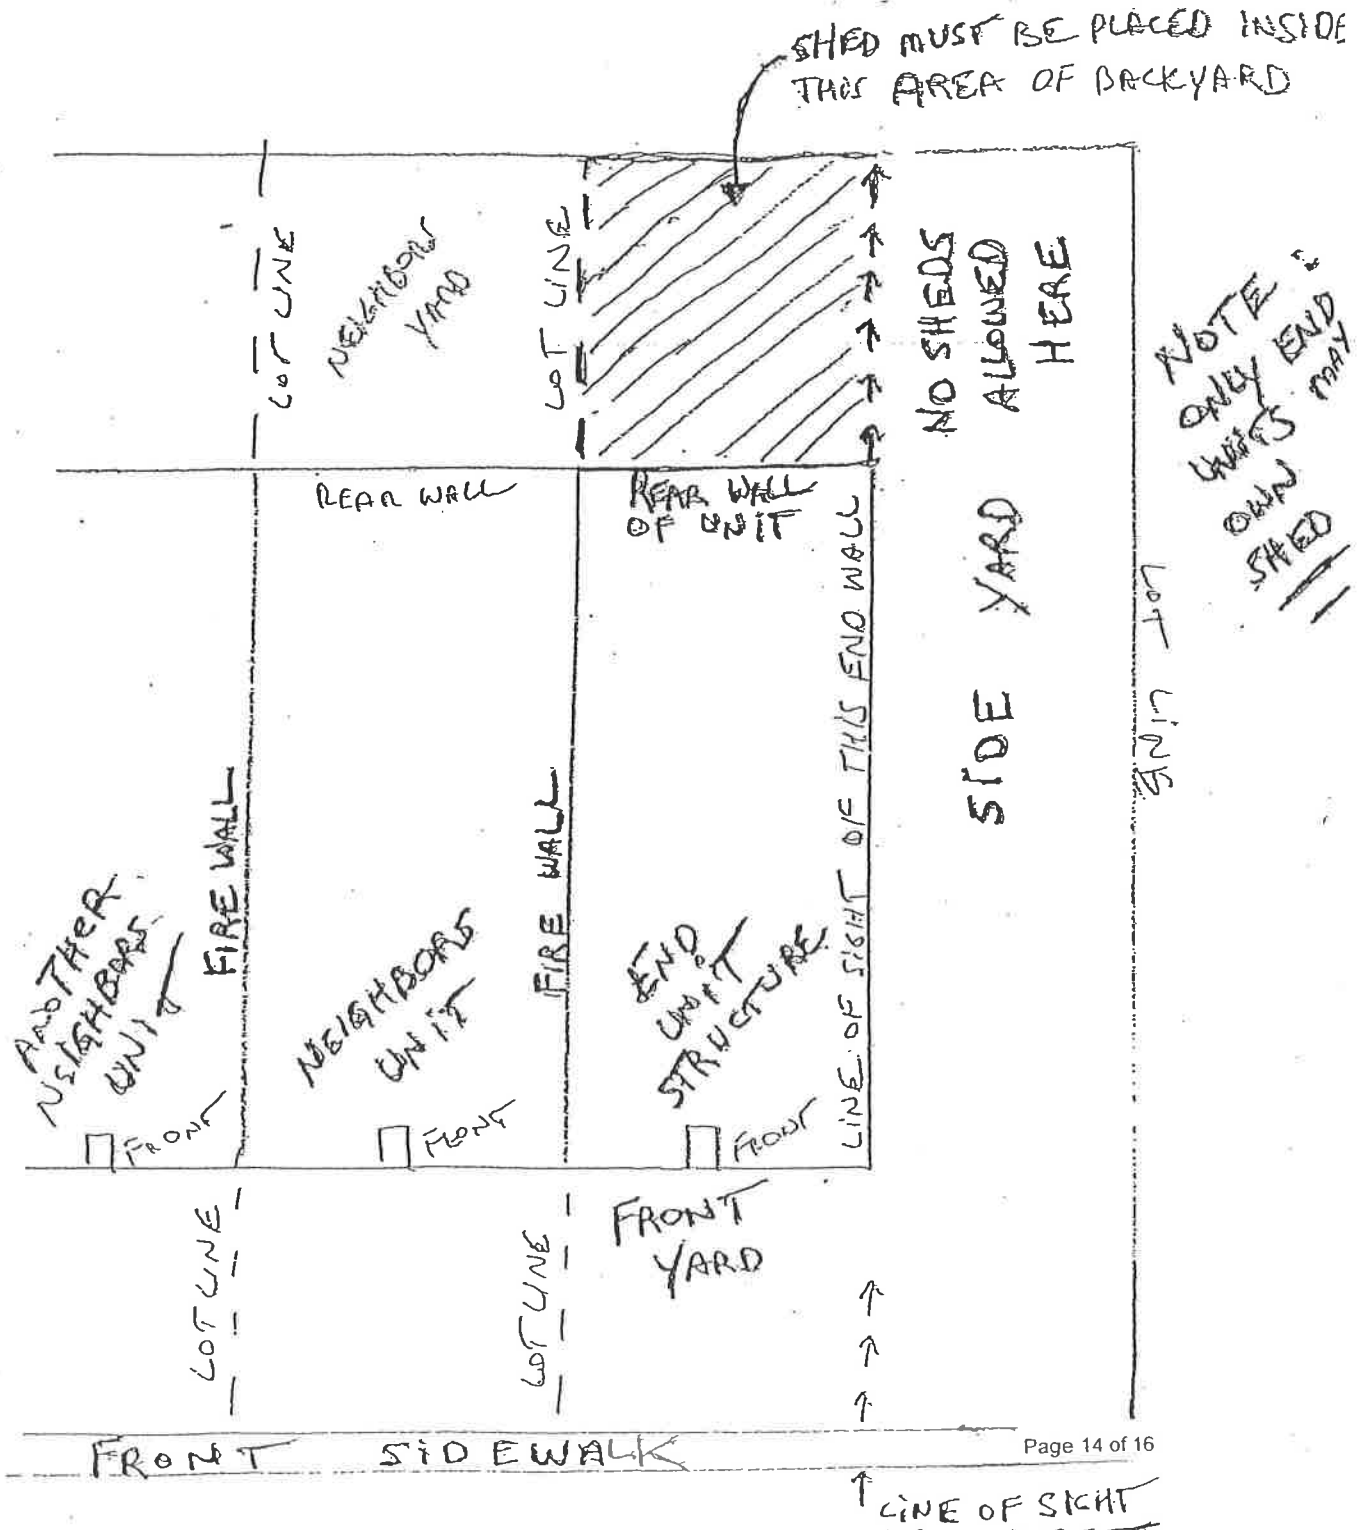 SHED MUST BE PLACED INSIDE
THIS AREA OF BACKYARD
LOT LINE
NEIGHBORS
YARD
LOT LINE
NO SHEDS
ALLOWED
HERE
NOTE:
ONLY END
UNITS MAY
OWN
SHED
REAR WALL
REAR WALL
OF UNIT
LINE OF SIGHT OF THIS END WALL
SIDE YARD
LOT LINE
FIRE WALL
FIRE WALL
ANOTHER
NEIGHBORS
UNIT
NEIGHBORS
UNIT
END
UNIT
STRUCTURE
FRONT
FRONT
FRONT
LOT LINE
LOT LINE
FRONT
YARD
FRONT SIDEWALK
Page 14 of 16
LINE OF SIGHT